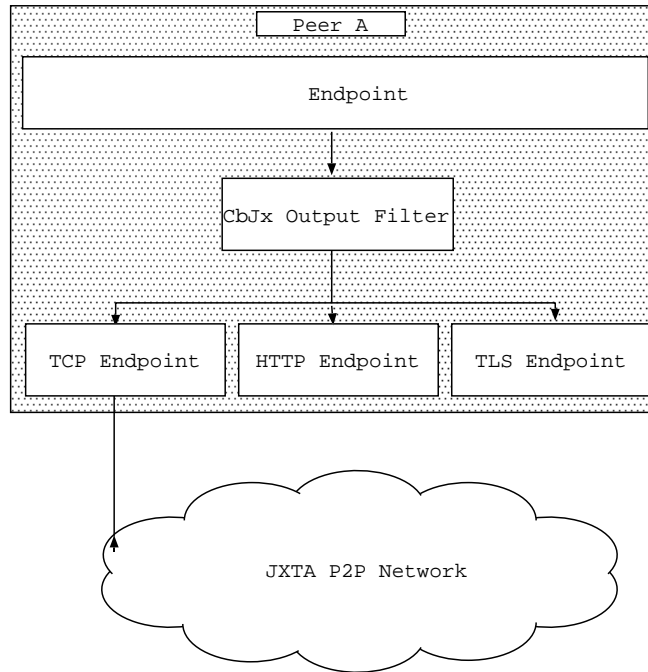 Peer A
Endpoint
CbJx Output Filter
TCP Endpoint
HTTP Endpoint
TLS Endpoint
JXTA P2P Network